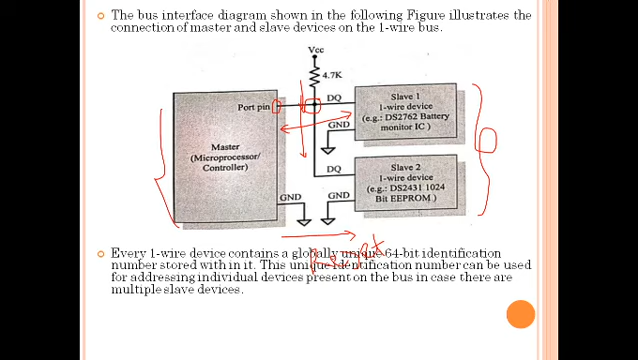 The bus interface diagram shown in the following Figure illustrates the
connection of master and slave devices on the 1-wire bus.
Vcc
4.7K
Port pin
DQ
Slave 1
1-wire device
(e.g.: DS2762 Battery
monitor IC )
GND
Master
(Microprocessor/
Controller)
DQ
Slave 2
1-wire device
(e.g.: DS2431 1024
Bit EEPROM.)
GND
GND
Every 1-wire device contains a globally unique 64-bit identification
number stored with in it. This unique identification number can be used
for addressing individual devices present on the bus in case there are
multiple slave devices.